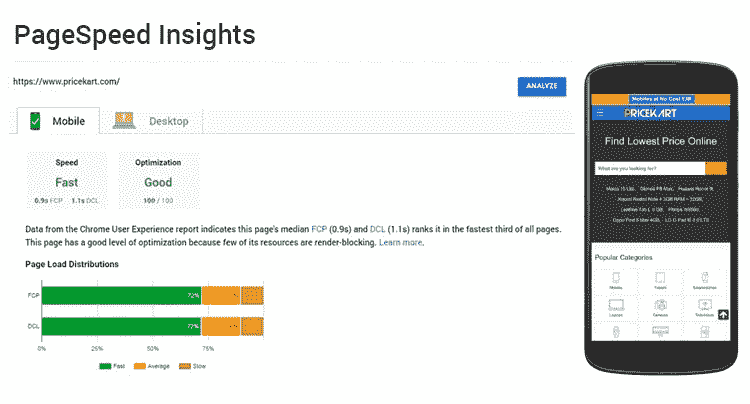 PageSpeed Insights
https://www.pricekart.com/
ANALYZE
Mobile
Desktop
Speed
Fast
0.9s FCP 1.1s DCL
Optimization
Good
100 / 100
Data from the Chrome User Experience report indicates this page's median FCP (0.9s) and DCL (1.1s) ranks it in the fastest third of all pages.
This page has a good level of optimization because few of its resources are render-blocking. Learn more.
Page Load Distributions
FCP
72%
DCL
72%
0%
25%
50%
75%
Fast
Average
Slow
Mobiles at No Cost EMI
PRICEKART
Find Lowest Price Online
What are you looking for?
Popular Categories
Mobiles
Tablets
Laptops
Cameras